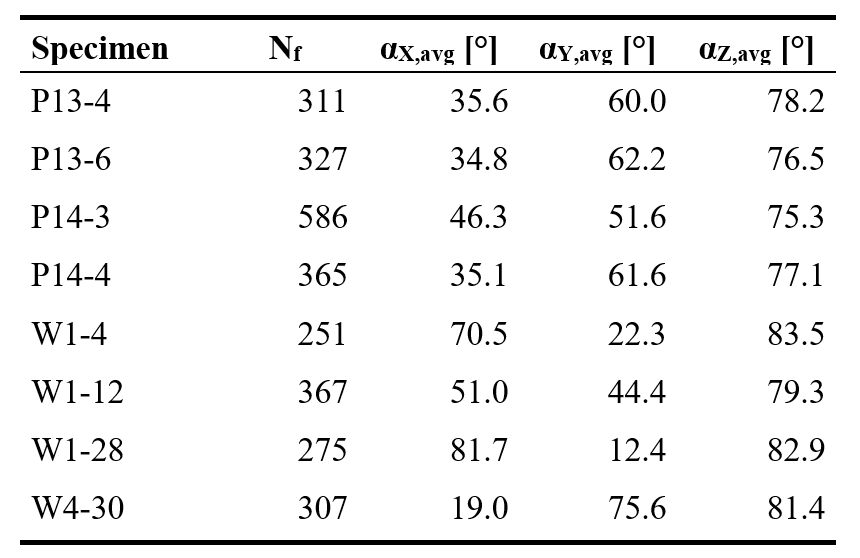 Specimen Nf αX,avg [°] αY,avg [°] αZ,avg [°]
P13-4 311 35.6 60.0 78.2
P13-6 327 34.8 62.2 76.5
P14-3 586 46.3 51.6 75.3
P14-4 365 35.1 61.6 77.1
W1-4 251 70.5 22.3 83.5
W1-12 367 51.0 44.4 79.3
W1-28 275 81.7 12.4 82.9
W4-30 307 19.0 75.6 81.4